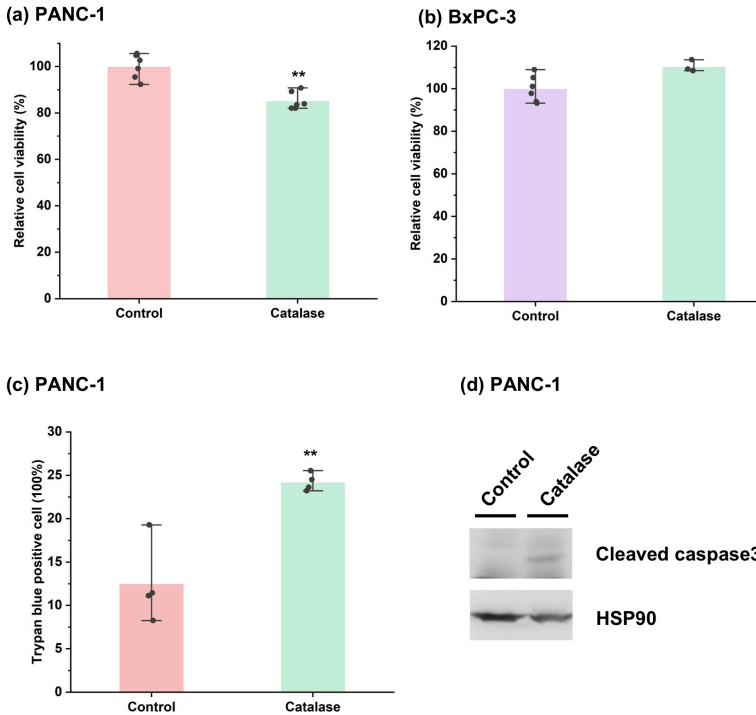 (a) PANC-1
Relative cell viability (%)
100
80
60
40
20
0
**
Control
Catalase
(b) BxPC-3
Relative cell viability (%)
120
100
80
60
40
20
0
Control
Catalase
(c) PANC-1
Trypan blue positive cell (100%)
30
25
20
15
10
5
0
**
Control
Catalase
(d) PANC-1
Control
Catalase
Cleaved caspase3
HSP90